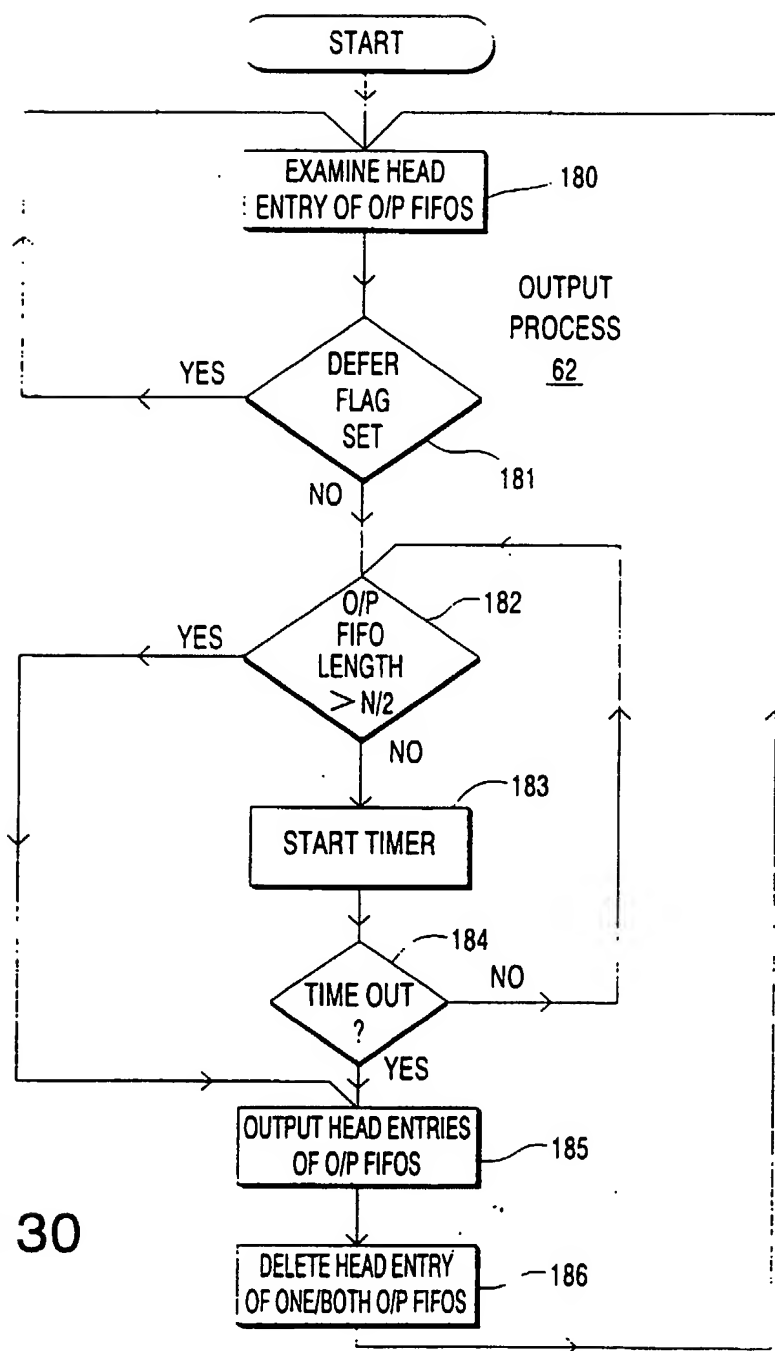 START
EXAMINE HEAD
ENTRY OF O/P FIFOS
180
OUTPUT
PROCESS
62
YES
DEFER
FLAG
SET
181
NO
O/P
FIFO
LENGTH
> N/2
182
YES
NO
183
START TIMER
184
TIME OUT
?
NO
YES
OUTPUT HEAD ENTRIES
OF O/P FIFOS
185
30
DELETE HEAD ENTRY
OF ONE/BOTH O/P FIFOS
186